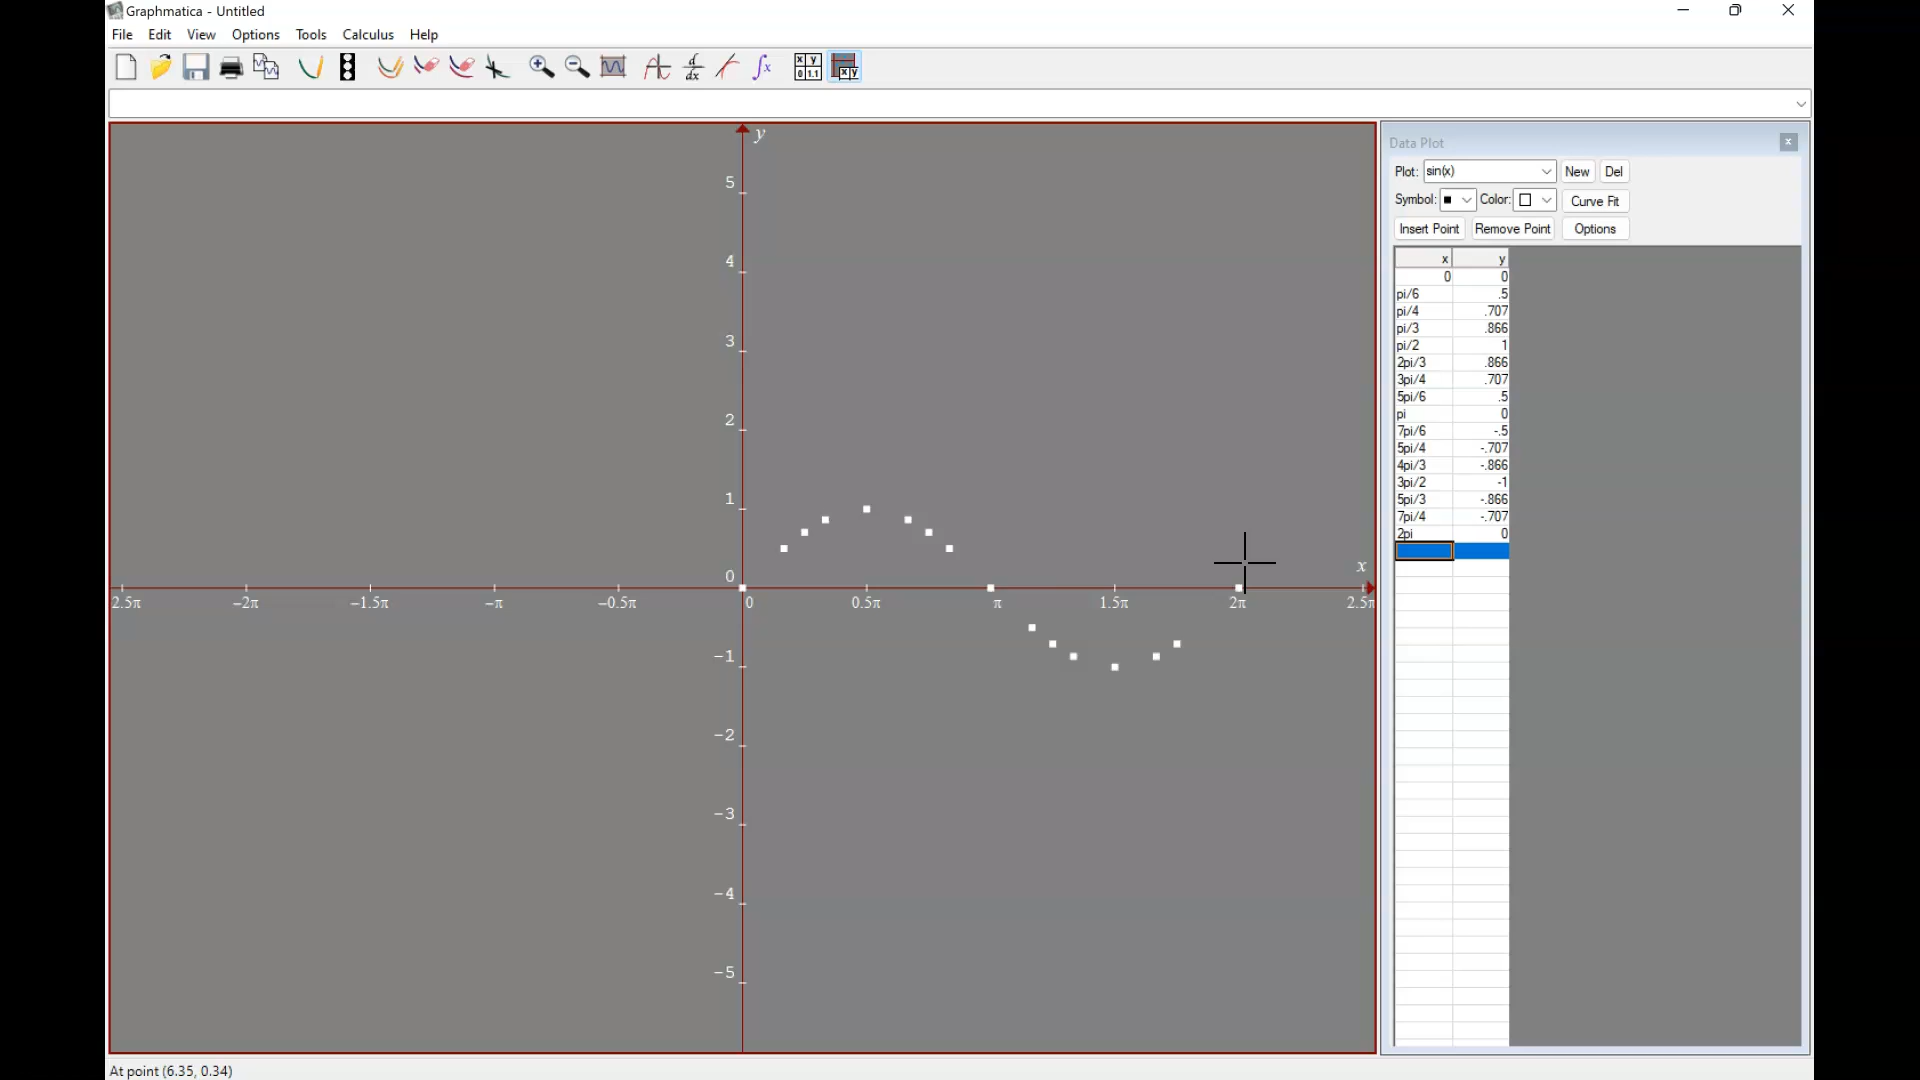 Graphmatica - Untitled
File Edit View Options Tools Calculus Help
d
dx
∫x
x y
0 1.1
x y
y
5
4
3
2
1
0
-1
-2
-3
-4
-5
2.5π -2π -1.5π -π -0.5π 0 0.5π π 1.5π 2π 2.5π
x
Data Plot
Plot: sin(x) New Del
Symbol: Color: Curve Fit
Insert Point Remove Point Options
x y
0 0
pi/6 .5
pi/4 .707
pi/3 .866
pi/2 1
2pi/3 .866
3pi/4 .707
5pi/6 .5
pi 0
7pi/6 -.5
5pi/4 -.707
4pi/3 -.866
3pi/2 -1
5pi/3 -.866
7pi/4 -.707
2pi 0
At point (6.35, 0.34)